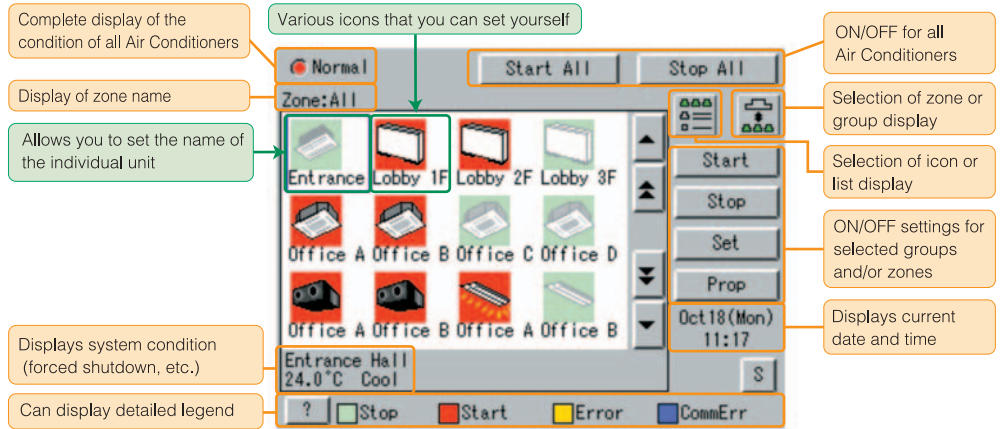 Complete display of the
condition of all Air Conditioners
Various icons that you can set yourself
ON/OFF for all
Air Conditioners
Normal
Start All
Stop All
Display of zone name
Zone:All
Selection of zone or
group display
Allows you to set the name of
the individual unit
Entrance Lobby 1F Lobby 2F Lobby 3F
Start
Selection of icon or
list display
Stop
Office A Office B Office C Office D
Set
ON/OFF settings for
selected groups
and/or zones
Prop
Office A Office B Office A Office B
Oct18(Mon)
11:17
Displays current
date and time
Displays system condition
(forced shutdown, etc.)
Entrance Hall
24.0°C Cool
S
Can display detailed legend
? Stop Start Error CommErr